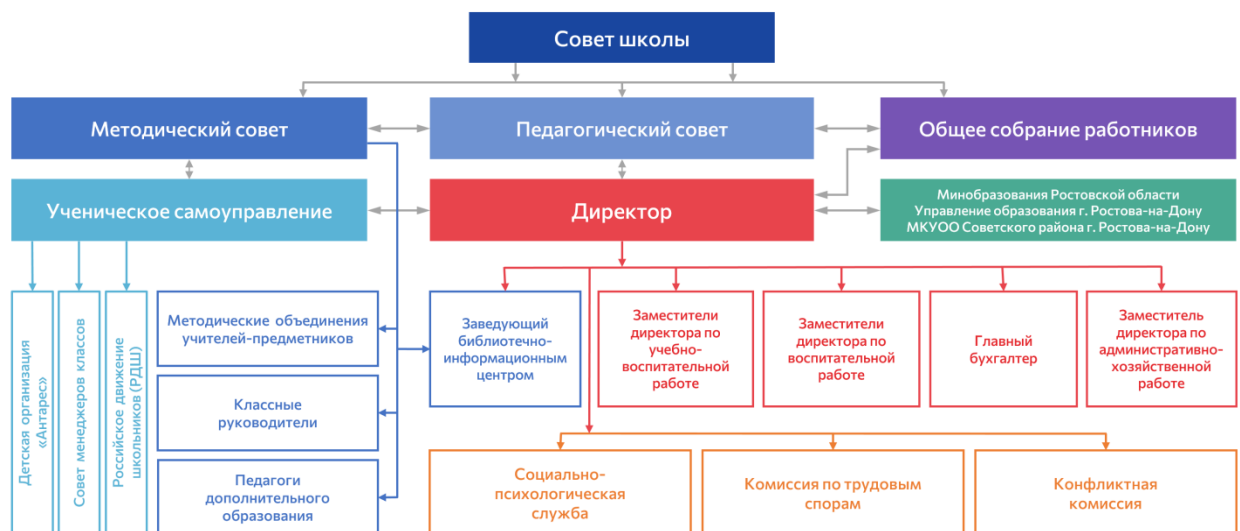 Совет школы
Методический совет
Педагогический совет
Общее собрание работников
Ученическое самоуправление
Директор
Минобразования Ростовской области
Управление образования г. Ростова-на-Дону
МКУОО Советского района г. Ростова-на-Дону
Детская организация
«Антарес»
Совет менеджеров классов
Российское движение
школьников (РДШ)
Методические объединения
учителей-предметников
Классные
руководители
Педагоги
дополнительного
образования
Заведующий
библиотечно-
информационным
центром
Заместители
директора по
учебно-
воспитательной
работе
Заместители
директора по
воспитательной
работе
Главный
бухгалтер
Заместитель
директора по
административно-
хозяйственной
работе
Социально-
психологическая
служба
Комиссия по трудовым
спорам
Конфликтная
комиссия